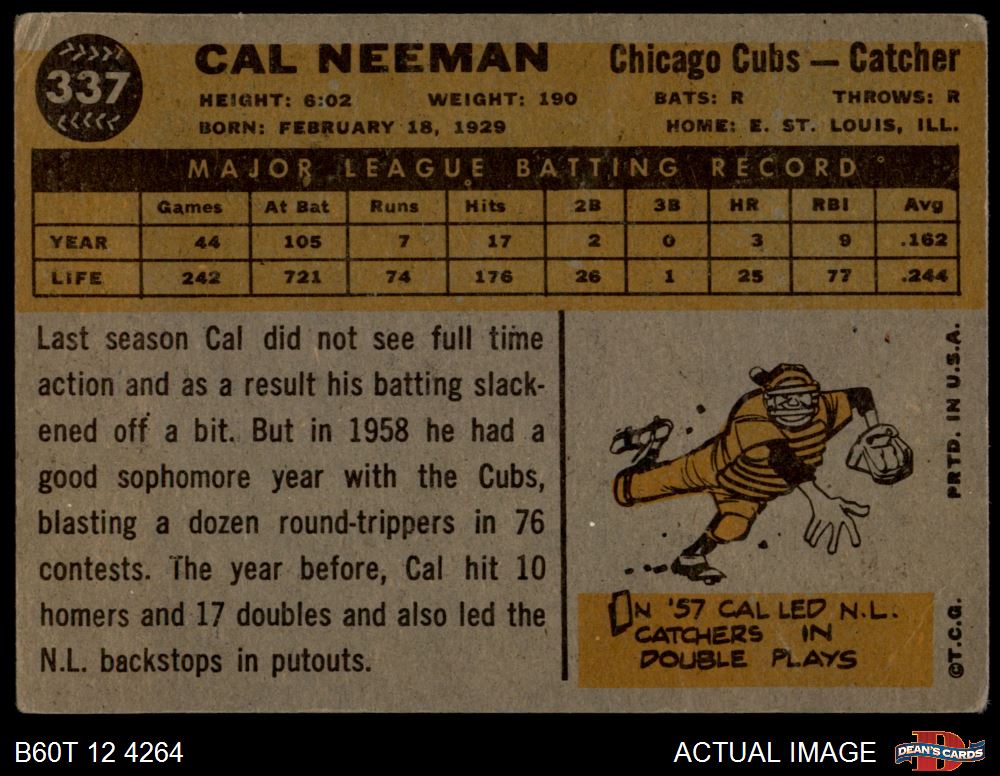 337
CAL NEEMAN
Chicago Cubs — Catcher
HEIGHT: 6:02 WEIGHT: 190 BATS: R THROWS: R
BORN: FEBRUARY 18, 1929 HOME: E. ST. LOUIS, ILL.
MAJOR LEAGUE BATTING RECORD
Games At Bat Runs Hits 2B 3B HR RBI Avg
YEAR 44 105 7 17 2 0 3 9 .162
LIFE 242 721 74 176 26 1 25 77 .244
Last season Cal did not see full time
action and as a result his batting slack-
ened off a bit. But in 1958 he had a
good sophomore year with the Cubs,
blasting a dozen round-trippers in 76
contests. The year before, Cal hit 10
homers and 17 doubles and also led the
N.L. backstops in putouts.
IN '57 CAL LED N.L.
CATCHERS IN
DOUBLE PLAYS
©T.C.G. PRTD. IN U.S.A.
B60T 12 4264
ACTUAL IMAGE
D
DEAN'S CARDS